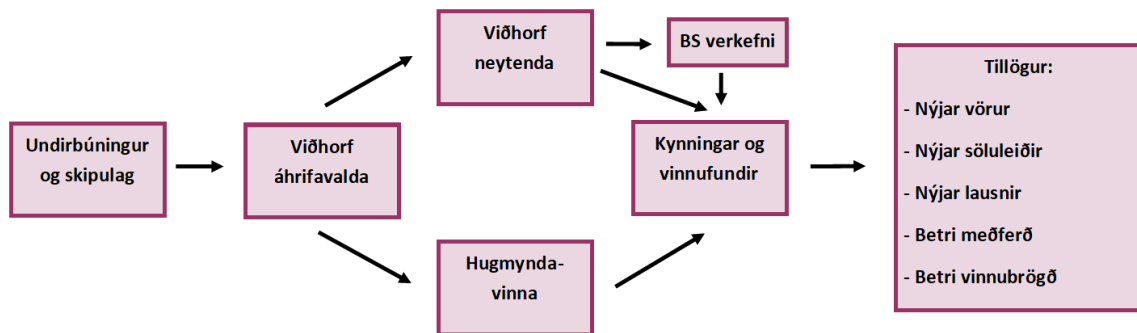 Undirbúningur
og skipulag
Viðhorf
áhrifavalda
Viðhorf
neytenda
BS verkefni
Hugmynda-
vinna
Kynningar og
vinnufundir
Tillögur:
- Nýjar vörur
- Nýjar söluleiðir
- Nýjar lausnir
- Betri meðferð
- Betri vinnubrögð